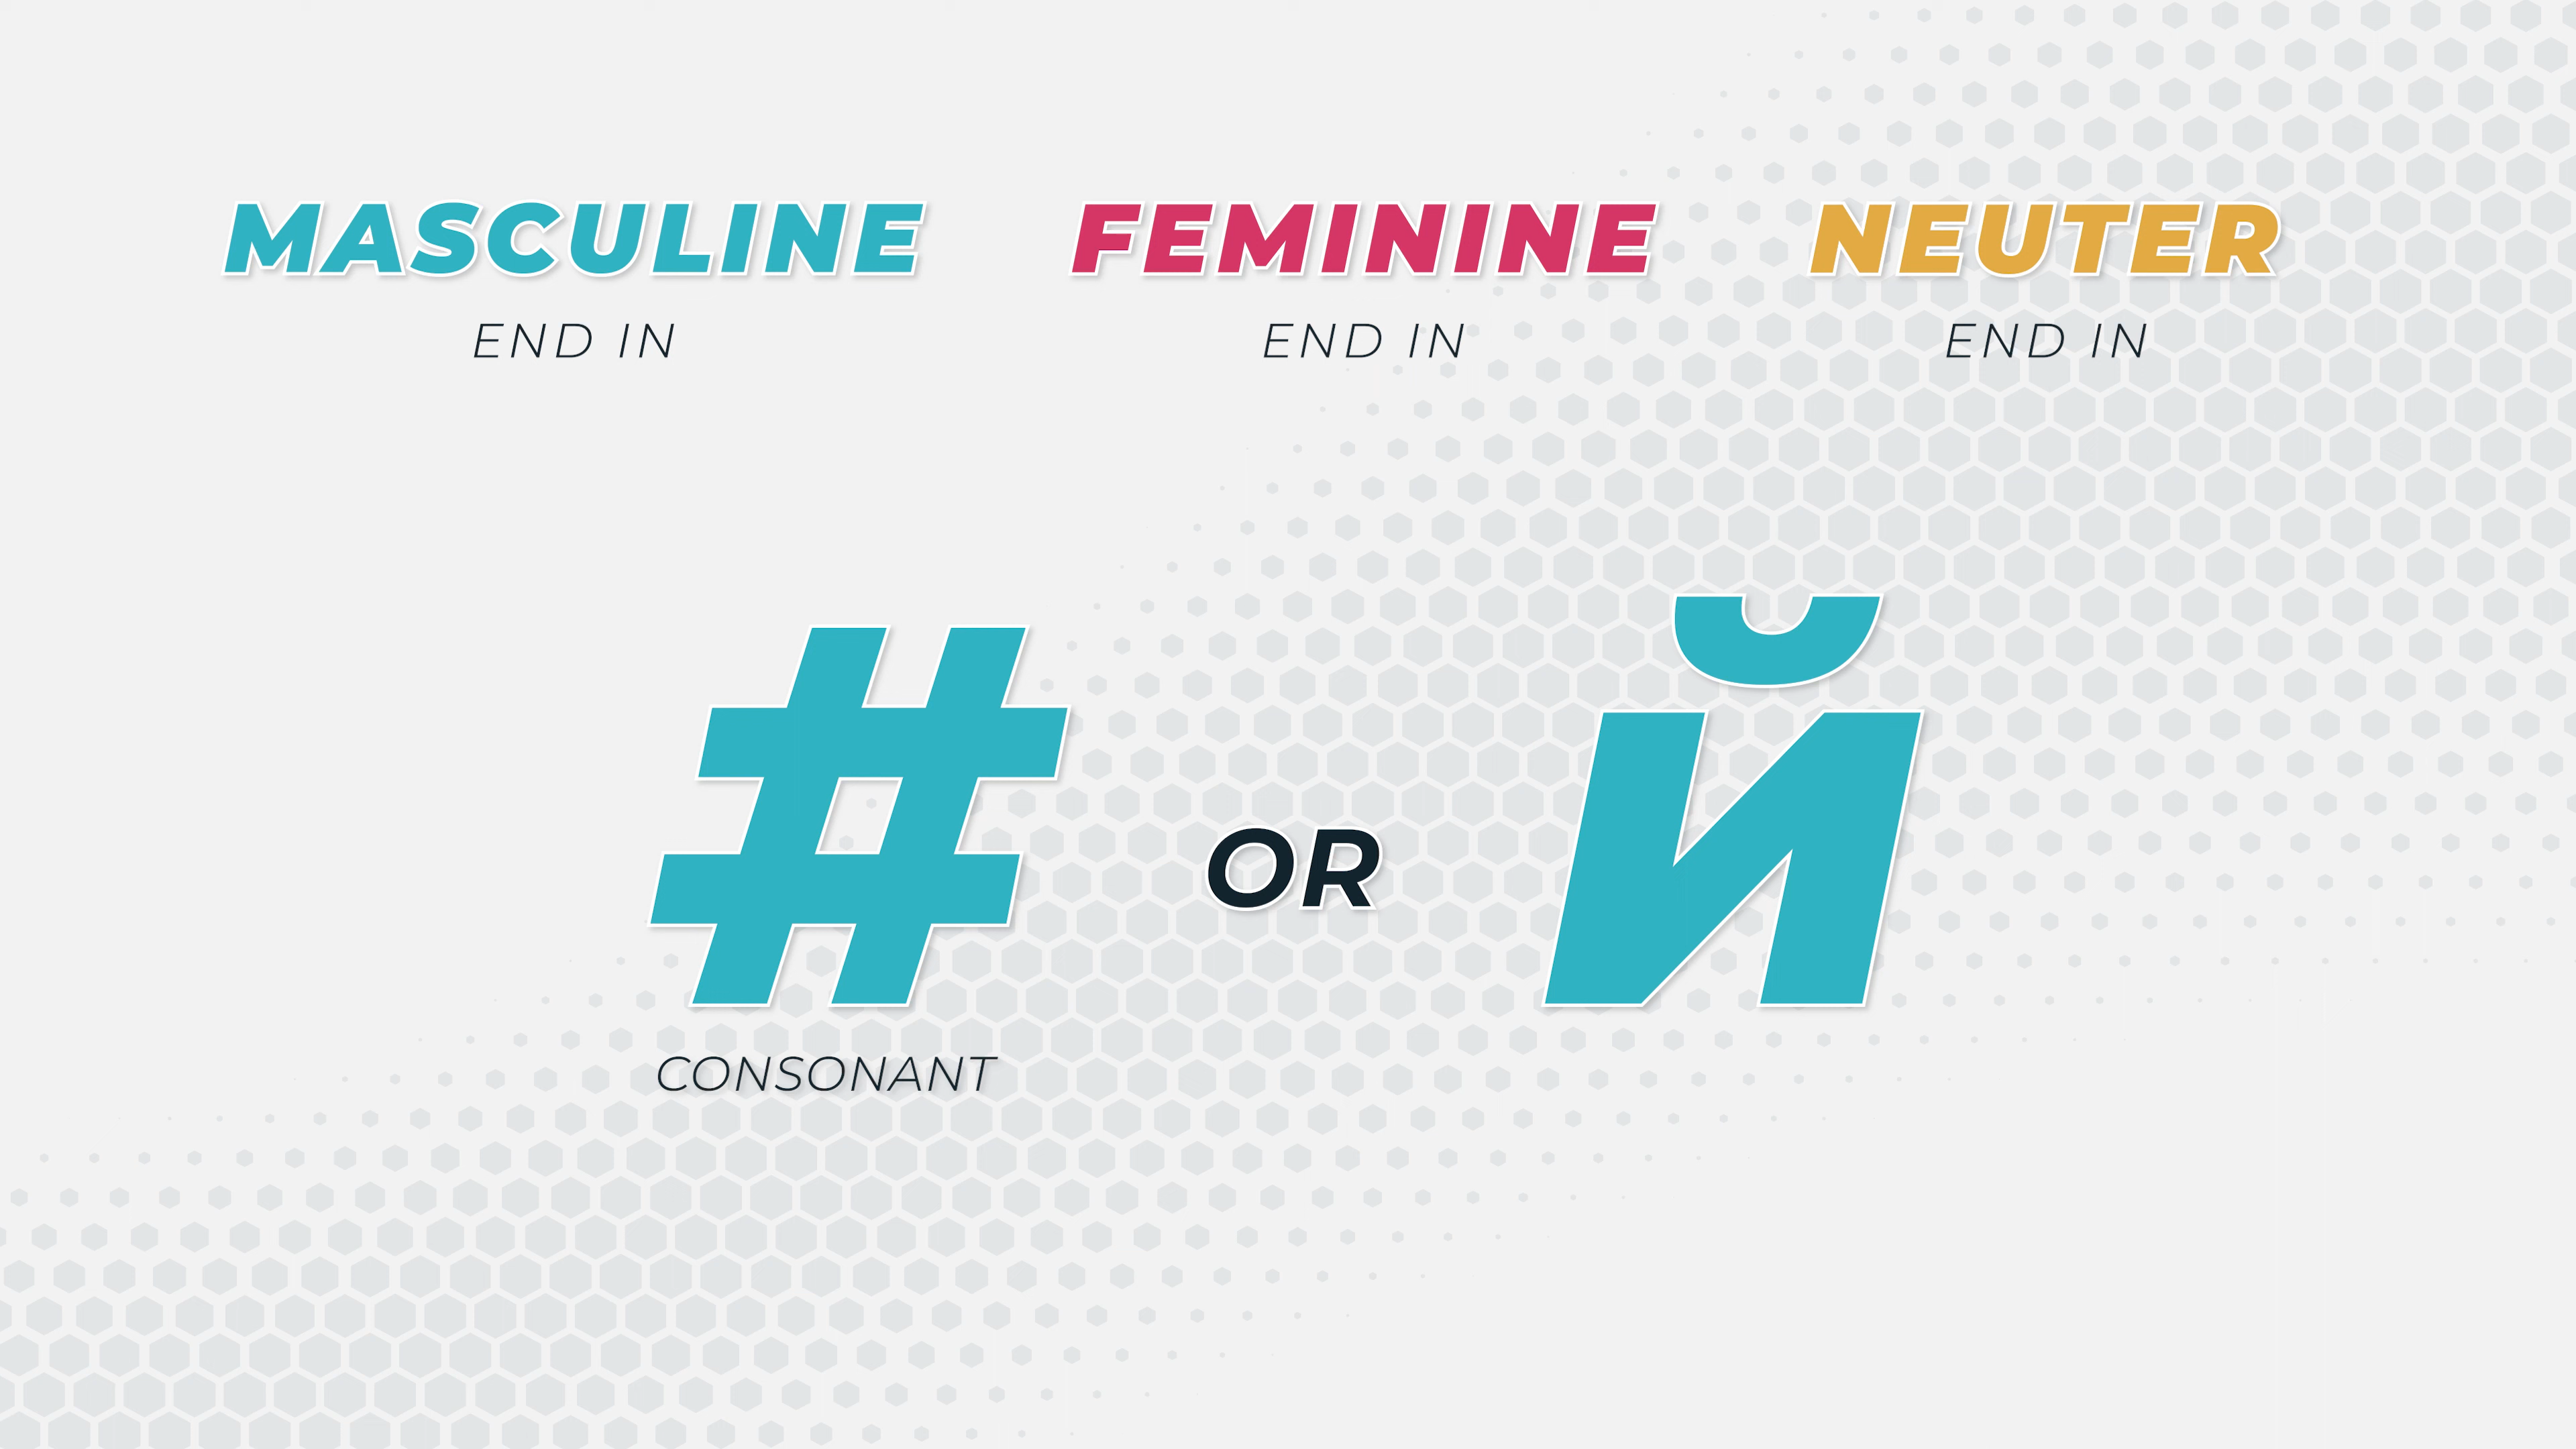 MASCULINE FEMININE NEUTER
END IN END IN END IN
# OR й
CONSONANT